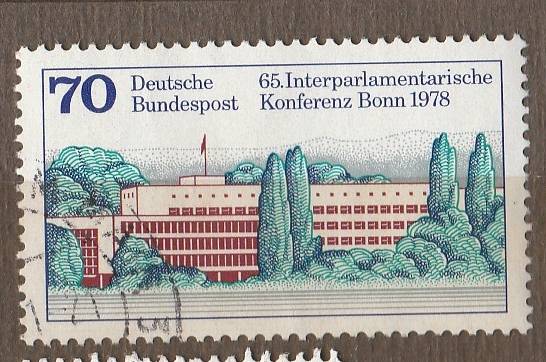 70
Deutsche
Bundespost
65.Interparlamentarische
Konferenz Bonn 1978